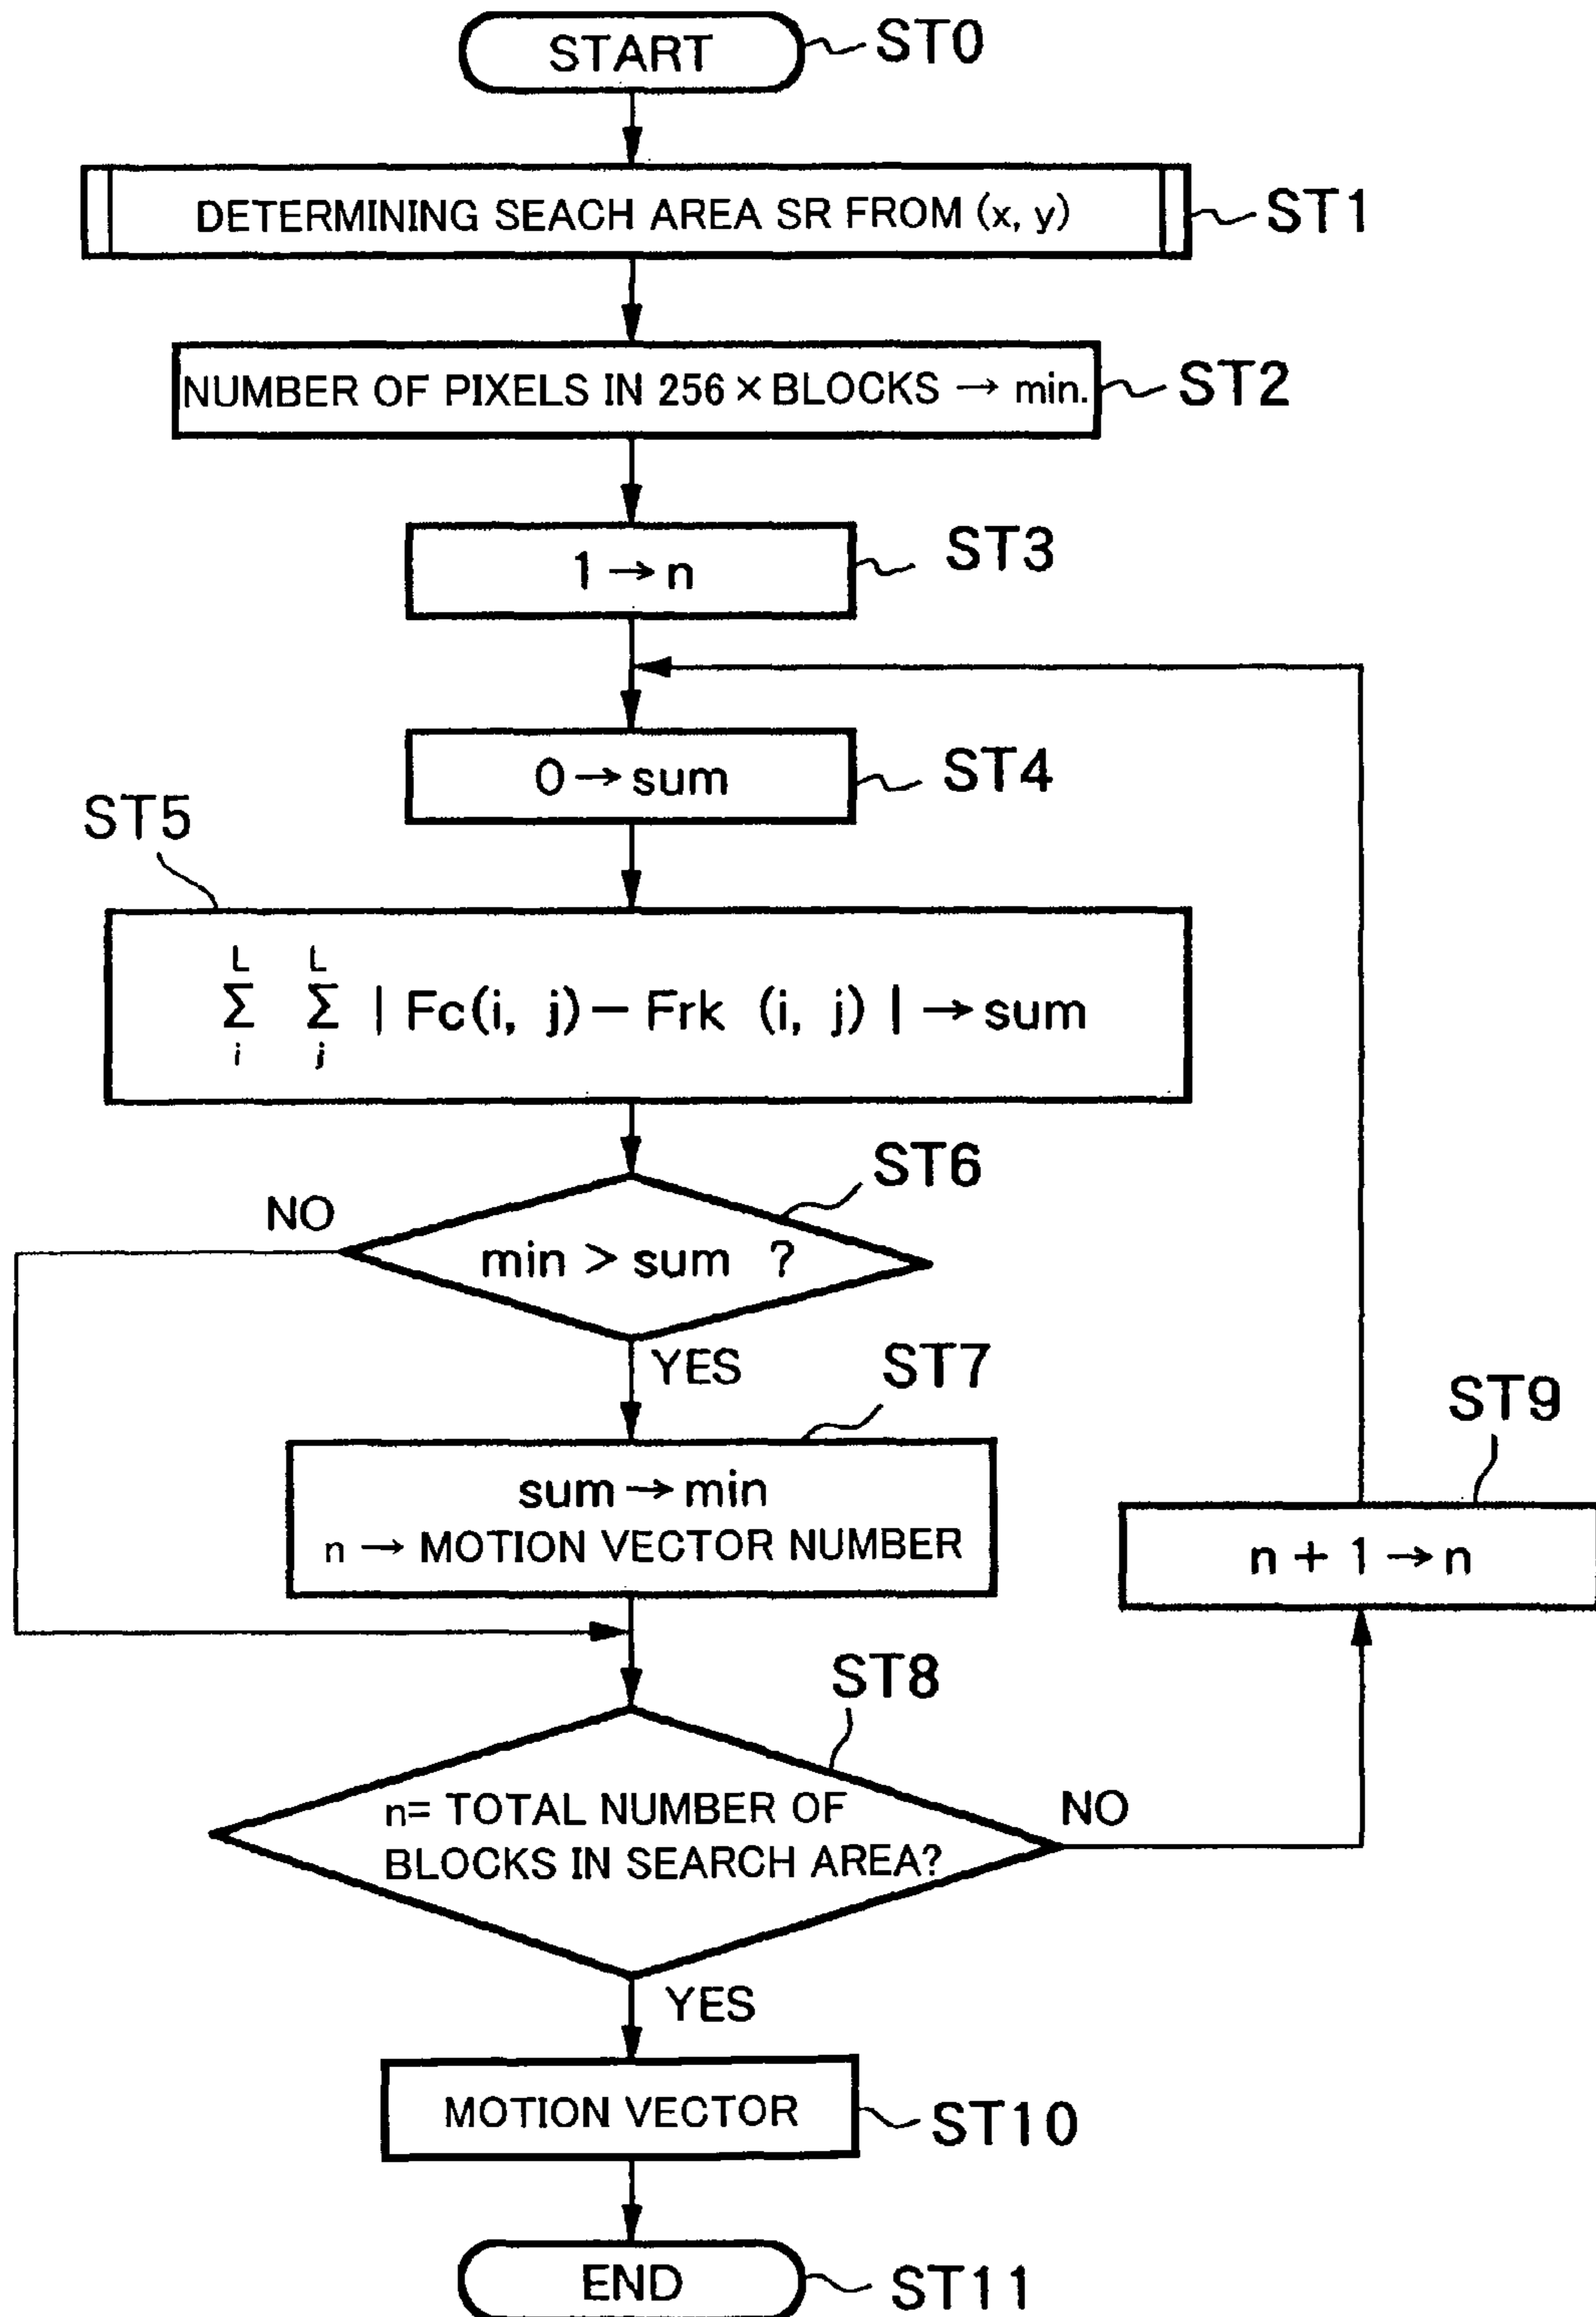 START
ST0
DETERMINING SEACH AREA SR FROM (x, y)
ST1
NUMBER OF PIXELS IN 256 × BLOCKS → min.
ST2
1 → n
ST3
0 → sum
ST4
ST5
L L
Σ Σ | Fc(i, j) − Frk (i, j) | → sum
i j
ST6
NO
min > sum ?
YES
ST7
sum → min
n → MOTION VECTOR NUMBER
ST9
n + 1 → n
ST8
n= TOTAL NUMBER OF
BLOCKS IN SEARCH AREA?
NO
YES
MOTION VECTOR
ST10
END
ST11